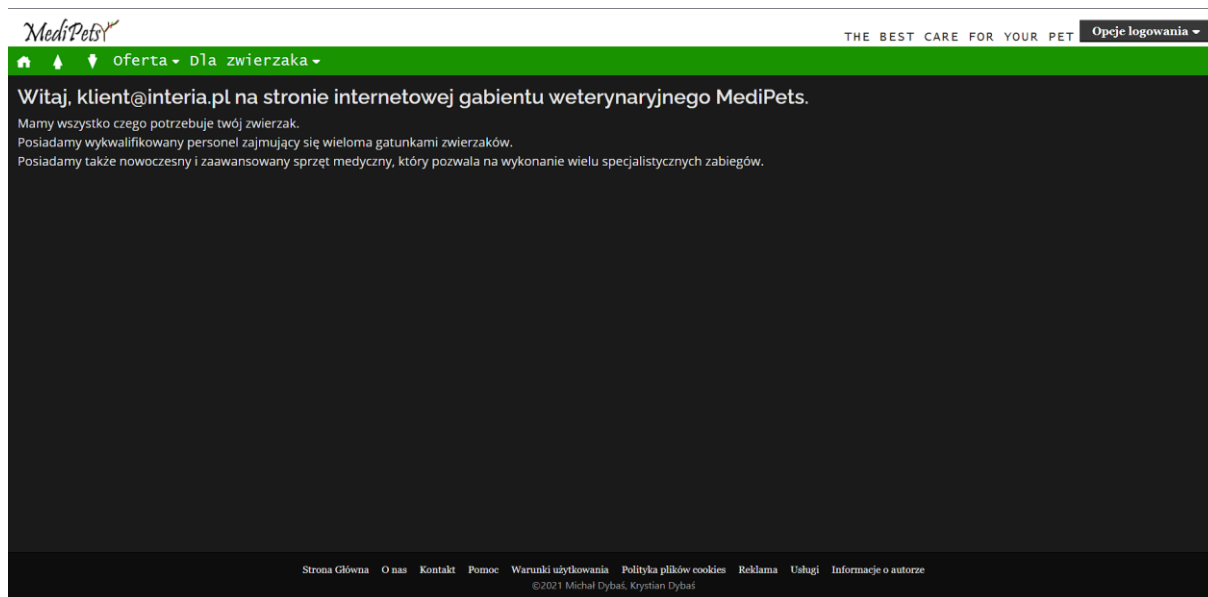 MediPets
THE BEST CARE FOR YOUR PET
Opcje logowania
Oferta Dla zwierzaka
Witaj, klient@interia.pl na stronie internetowej gabientu weterynaryjnego MediPets.
Mamy wszystko czego potrzebuje twój zwierzak.
Posiadamy wykwalifikowany personel zajmujący się wieloma gatunkami zwierzaków.
Posiadamy także nowoczesny i zaawansowany sprzęt medyczny, który pozwala na wykonanie wielu specjalistycznych zabiegów.
Strona Główna O nas Kontakt Pomoc Warunki użytkowania Polityka plików cookies Reklama Usługi Informacje o autorze
©2021 Michał Dybaś, Krystian Dybaś